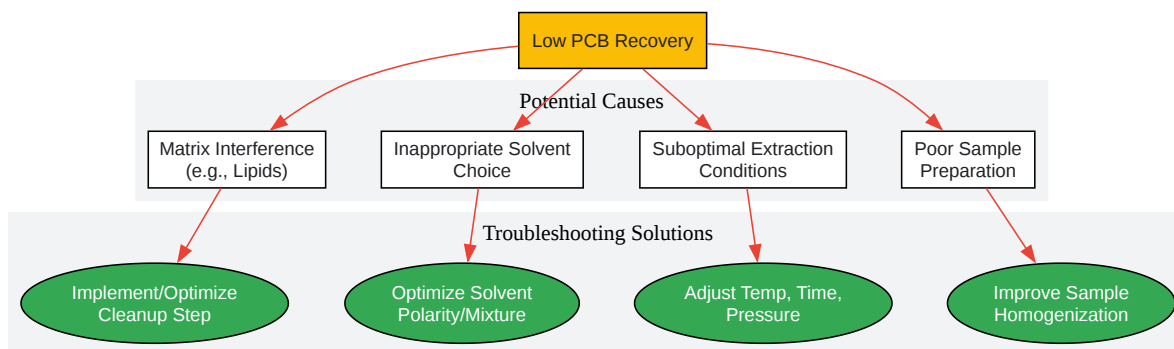 Low PCB Recovery
Potential Causes
Matrix Interference
(e.g., Lipids)
Inappropriate Solvent
Choice
Suboptimal Extraction
Conditions
Poor Sample
Preparation
Troubleshooting Solutions
Implement/Optimize
Cleanup Step
Optimize Solvent
Polarity/Mixture
Adjust Temp, Time,
Pressure
Improve Sample
Homogenization